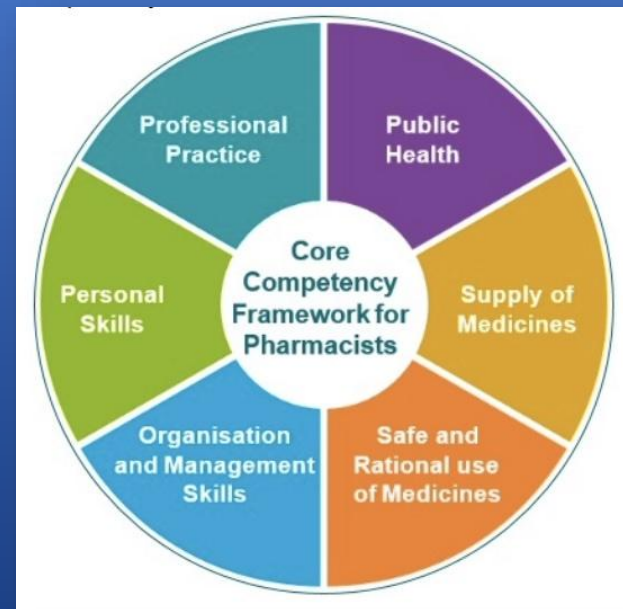 Professional
Practice
Public
Health
Supply of
Medicines
Safe and
Rational use
of Medicines
Organisation
and Management
Skills
Personal
Skills
Core
Competency
Framework for
Pharmacists